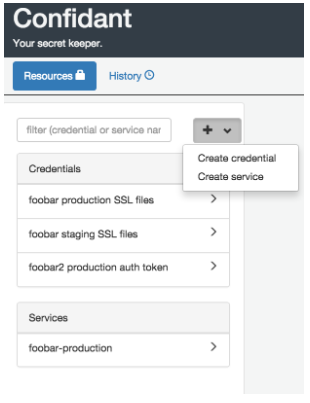 Confidant
Your secret keeper.
Resources
History
filter (credential or service nar
Create credential
Create service
Credentials
foobar production SSL files
foobar staging SSL files
foobar2 production auth token
Services
foobar-production